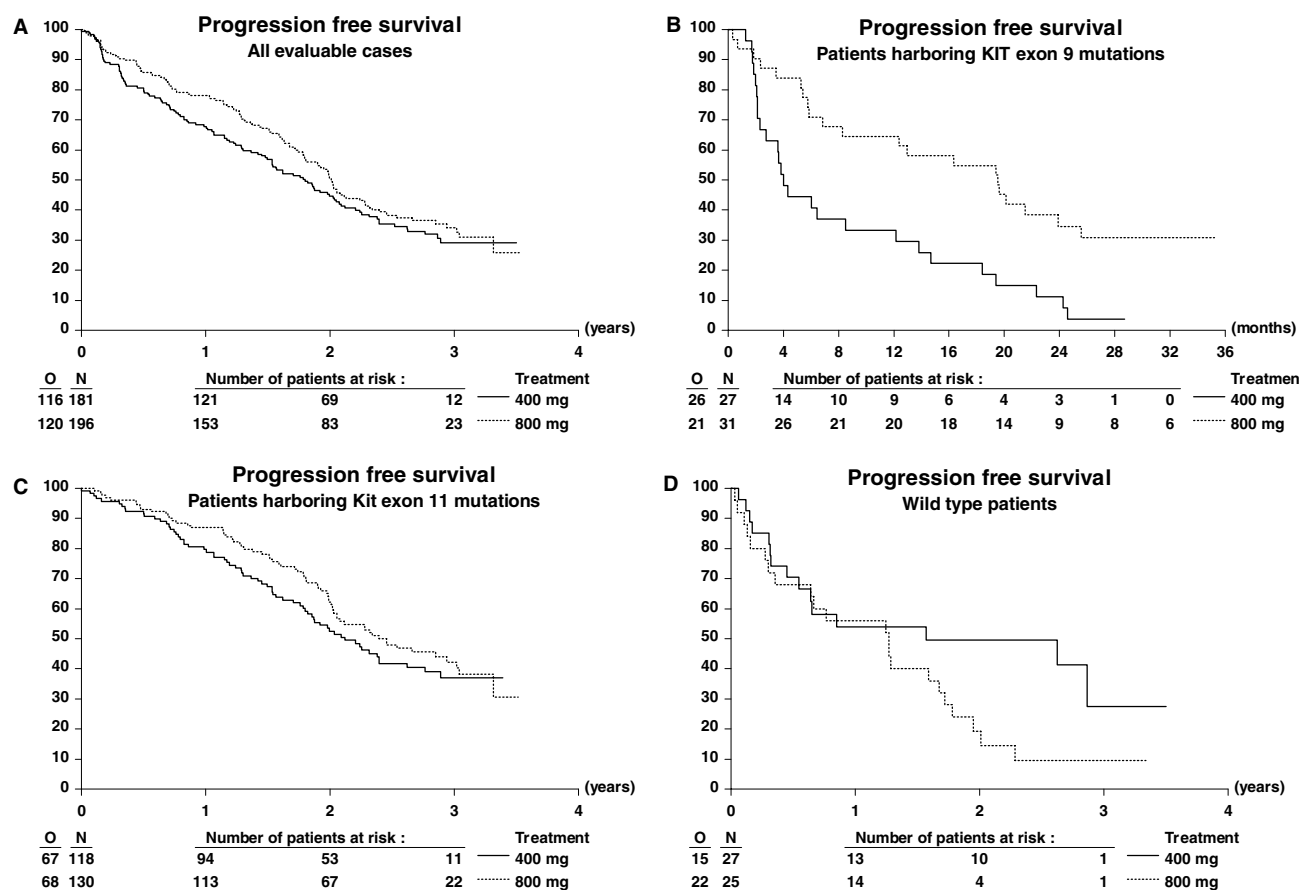 A
Progression free survival
All evaluable cases
100
90
80
70
60
50
40
30
20
10
0
(years)
0 1 2 3 4
O N Number of patients at risk : Treatment
116 181 121 69 12 400 mg
120 196 153 83 23 800 mg
B
Progression free survival
Patients harboring KIT exon 9 mutations
100
90
80
70
60
50
40
30
20
10
0
(months)
0 4 8 12 16 20 24 28 32 36
O N Number of patients at risk : Treatmen
26 27 14 10 9 6 4 3 1 0 400 mg
21 31 26 21 20 18 14 9 8 6 800 mg
C
Progression free survival
Patients harboring Kit exon 11 mutations
100
90
80
70
60
50
40
30
20
10
0
(years)
0 1 2 3 4
O N Number of patients at risk : Treatment
67 118 94 53 11 400 mg
68 130 113 67 22 800 mg
D
Progression free survival
Wild type patients
100
90
80
70
60
50
40
30
20
10
0
(years)
0 1 2 3 4
O N Number of patients at risk : Treatment
15 27 13 10 1 400 mg
22 25 14 4 1 800 mg